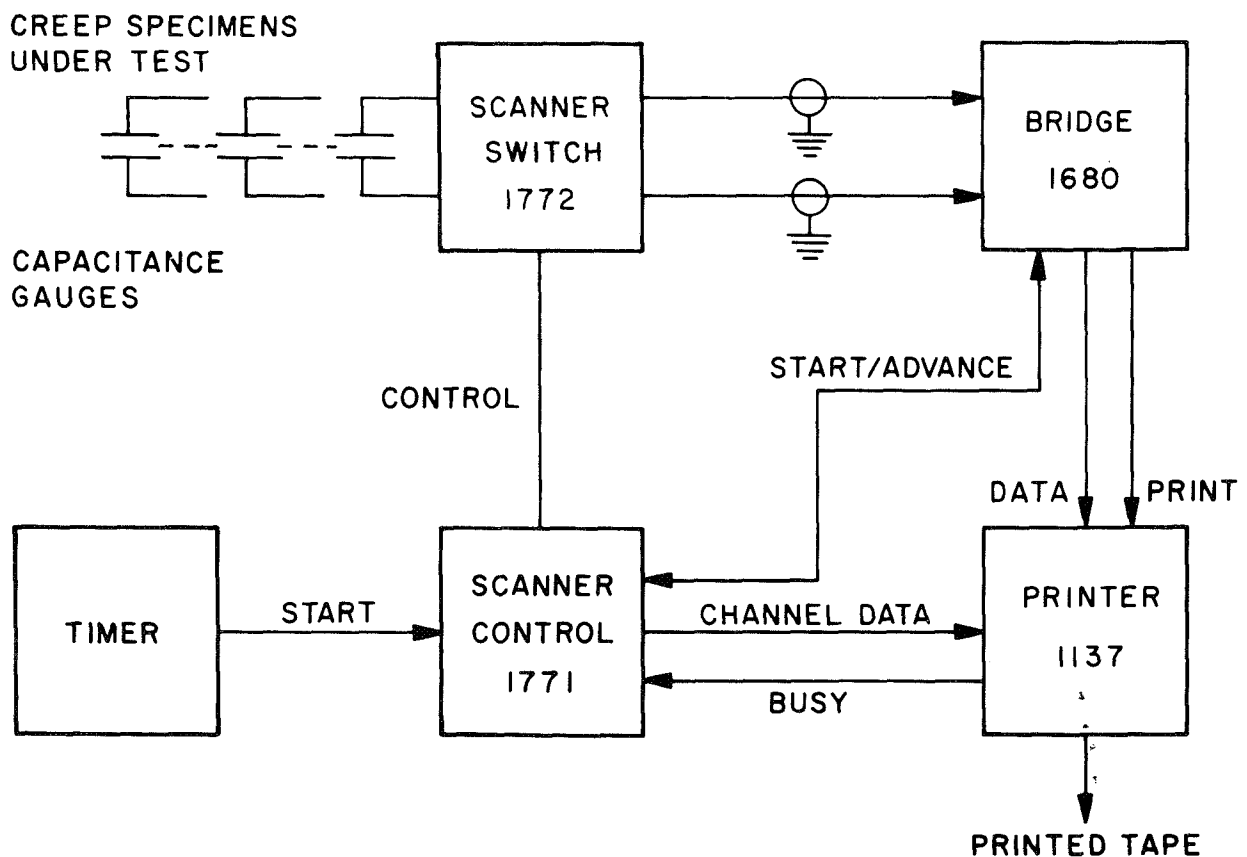 CREEP SPECIMENS
UNDER TEST
SCANNER
SWITCH
1772
BRIDGE
1680
CAPACITANCE
GAUGES
START/ADVANCE
CONTROL
DATA
PRINT
TIMER
START
SCANNER
CONTROL
1771
CHANNEL DATA
BUSY
PRINTER
1137
PRINTED TAPE